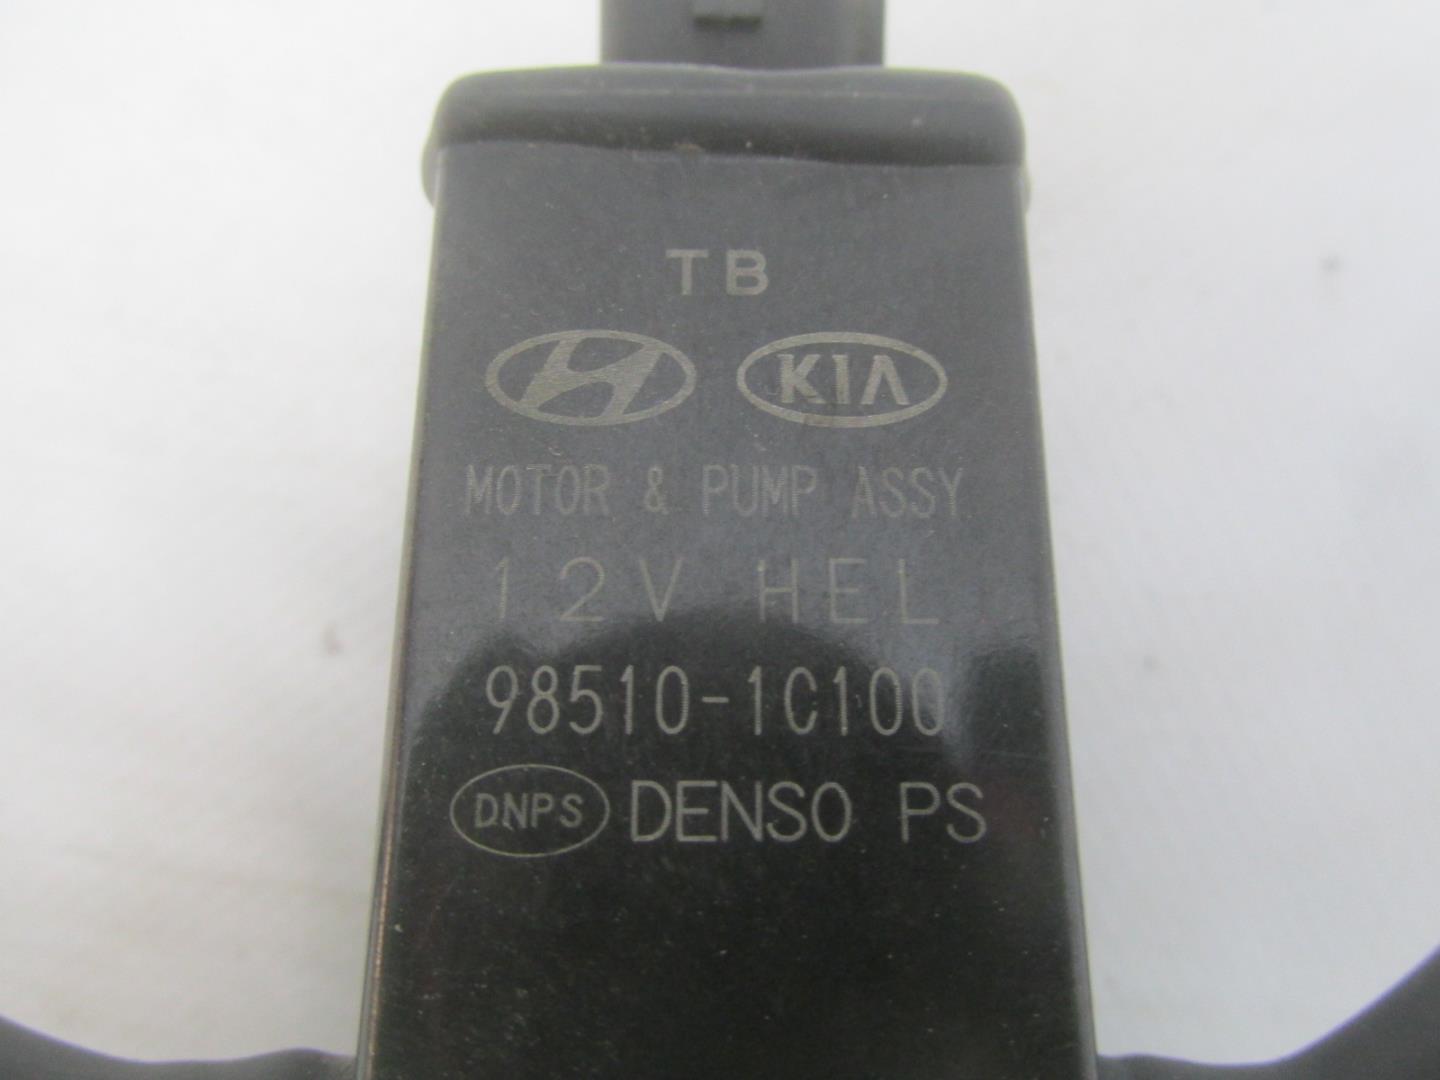 TB
KIA
MOTOR & PUMP ASSY
12V HEL
98510-1C100
DNPS DENSO PS